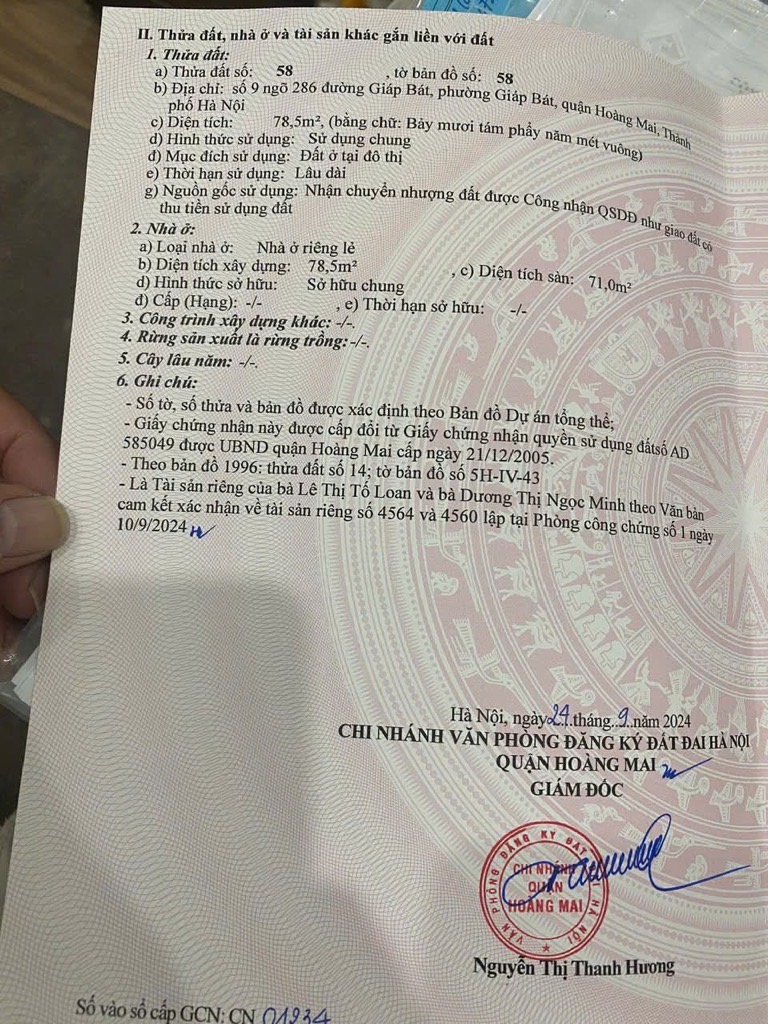 II. Thửa đất, nhà ở và tài sản khác gắn liền với đất
1. Thửa đất:
a) Thửa đất số: 58 , tờ bản đồ số: 58
b) Địa chỉ: số 9 ngõ 286 đường Giáp Bát, phường Giáp Bát, quận Hoàng Mai, Thành
phố Hà Nội
c) Diện tích: 78,5m², (bằng chữ: Bảy mươi tám phẩy năm mét vuông)
d) Hình thức sử dụng: Sử dụng chung
đ) Mục đích sử dụng: Đất ở tại đô thị
e) Thời hạn sử dụng: Lâu dài
g) Nguồn gốc sử dụng: Nhận chuyển nhượng đất được Công nhận QSDĐ như giao đất có
thu tiền sử dụng đất
2. Nhà ở:
a) Loại nhà ở: Nhà ở riêng lẻ
b) Diện tích xây dựng: 78,5m² , c) Diện tích sàn: 71,0m²
d) Hình thức sở hữu: Sở hữu chung
đ) Cấp (Hạng): -/- , e) Thời hạn sở hữu: -/-
3. Công trình xây dựng khác: -/-.
4. Rừng sản xuất là rừng trồng: -/-.
5. Cây lâu năm: -/-.
6. Ghi chú:
- Số tờ, số thửa và bản đồ được xác định theo Bản đồ Dự án tổng thể;
- Giấy chứng nhận này được cấp đổi từ Giấy chứng nhận quyền sử dụng đấtsố AD
585049 được UBND quận Hoàng Mai cấp ngày 21/12/2005.
- Theo bản đồ 1996: thửa đất số 14; tờ bản đồ số 5H-IV-43
- Là Tài sản riêng của bà Lê Thị Tố Loan và bà Dương Thị Ngọc Minh theo Văn bản
cam kết xác nhận về tài sản riêng số 4564 và 4560 lập tại Phòng công chứng số 1 ngày
10/9/2024
Hà Nội, ngày 27 tháng 9 năm 2024
CHI NHÁNH VĂN PHÒNG ĐĂNG KÝ ĐẤT ĐAI HÀ NỘI
QUẬN HOÀNG MAI
GIÁM ĐỐC
VĂN PHÒNG ĐĂNG KÝ ĐẤT HÀ NỘI
CHI NHÁNH
QUẬN
HOÀNG MAI
Nguyễn Thị Thanh Hương
Số vào sổ cấp GCN: CN 01234